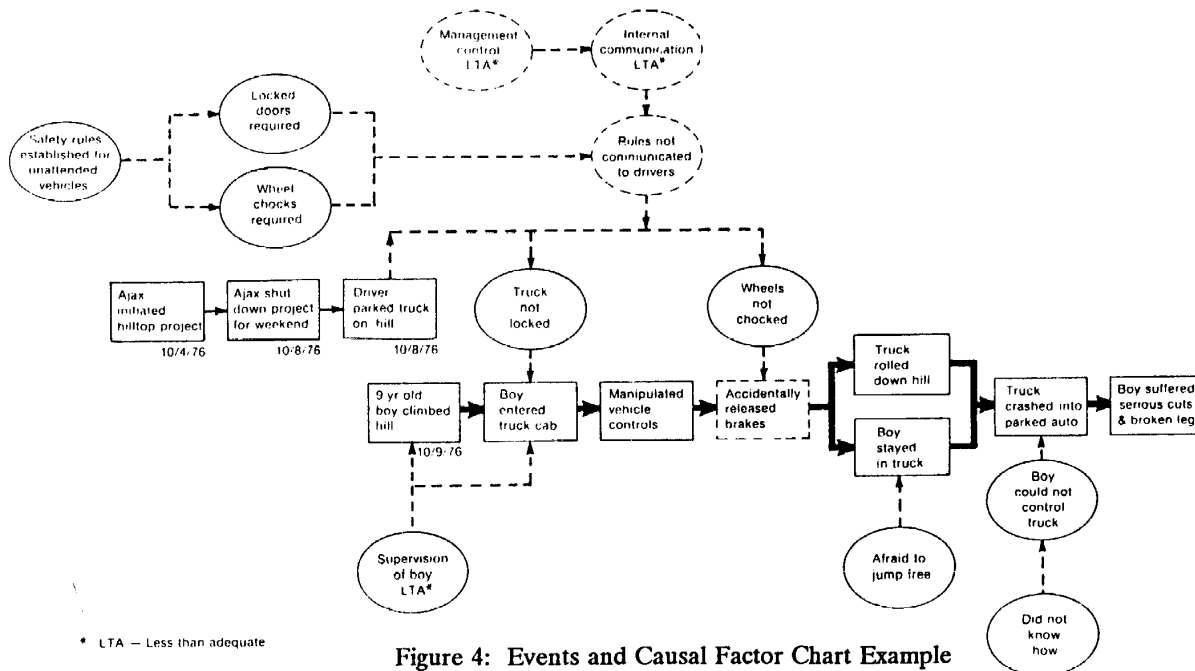 Management
control
LTA*
Internal
communication
LTA*
Locked
doors
required
Safety rules
established for
unattended
vehicles
Rules not
communicated
to drivers
Wheel
chocks
required
Ajax
initiated
hilltop project
10/4/76
Ajax shut
down project
for weekend
10/8/76
Driver
parked truck
on hill
10/8/76
Truck
not
locked
Wheels
not
chocked
9 yr old
boy climbed
hill
10/9/76
Boy
entered
truck cab
Manipulated
vehicle
controls
Accidentally
released
brakes
Truck
rolled
down hill
Boy
stayed
in truck
Truck
crashed into
parked auto
Boy suffered
serious cuts
& broken leg
Supervision
of boy
LTA*
Afraid to
jump free
Boy
could not
control
truck
Did not
know
how
* LTA — Less than adequate
Figure 4: Events and Causal Factor Chart Example